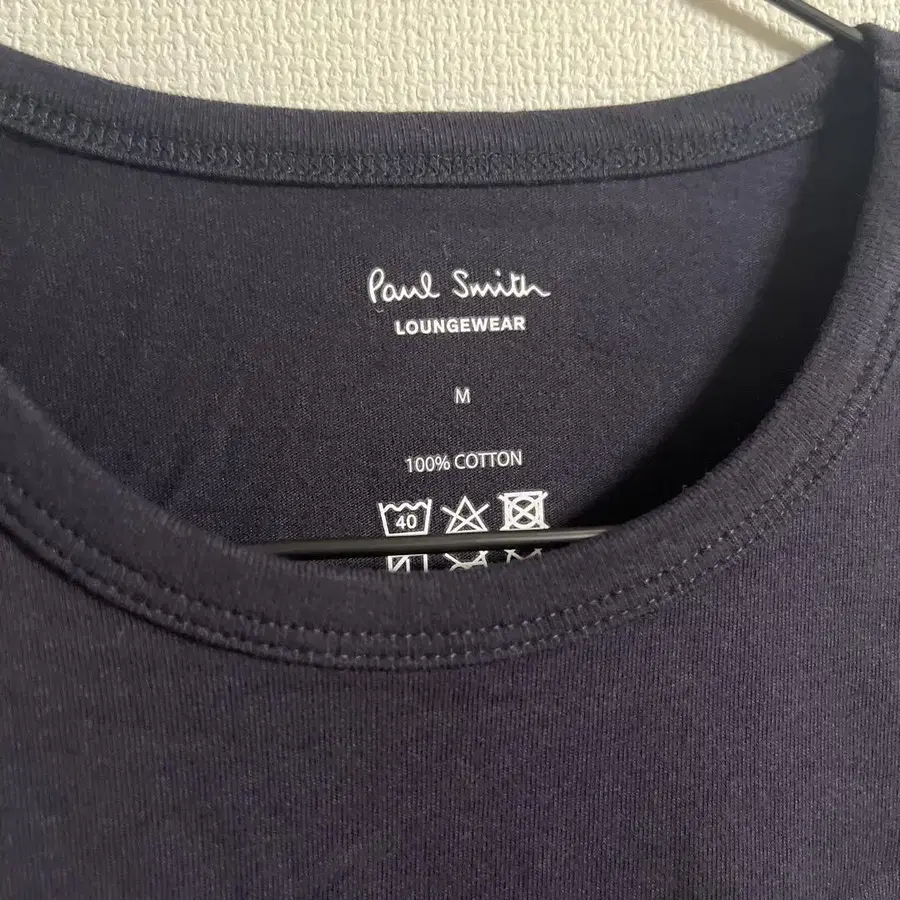 Paul Smith
LOUNGEWEAR
M
100% COTTON
40